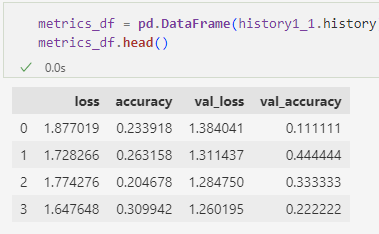 metrics_df = pd.DataFrame(history1_1.history
metrics_df.head()
0.0s
loss accuracy val_loss val_accuracy
0 1.877019 0.233918 1.384041 0.111111
1 1.728266 0.263158 1.311437 0.444444
2 1.774276 0.204678 1.284750 0.333333
3 1.647648 0.309942 1.260195 0.222222